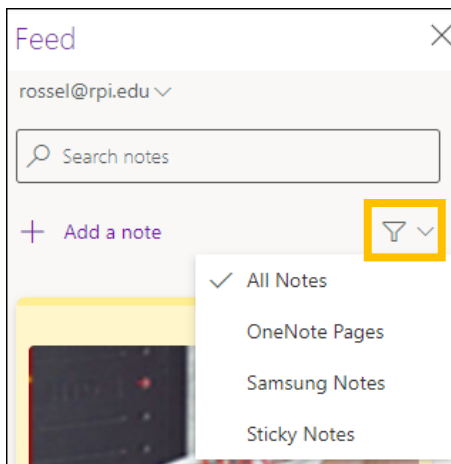 Feed
rossel@rpi.edu
Search notes
Add a note
All Notes
OneNote Pages
Samsung Notes
Sticky Notes